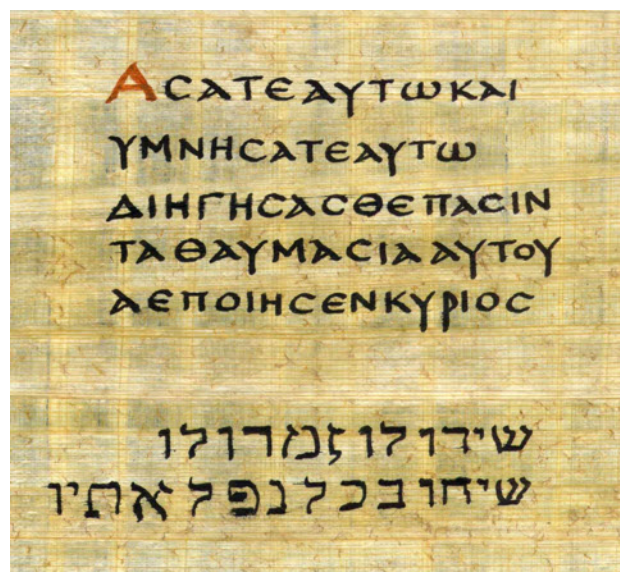 ΑϹΑΤΕΑΥΤΩΚΑΙ
ΥΜΝΗϹΑΤΕΑΥΤΩ
ΔΙΗΓΗϹΑϹΘΕΠΑϹΙΝ
ΤΑΘΑΥΜΑϹΙΑΑΥΤΟΥ
ΑΕΠΟΙΗϹΕΝΚΥΡΙΟϹ
שירו לו זמרו לו
שיחו בכל נפלאתיו